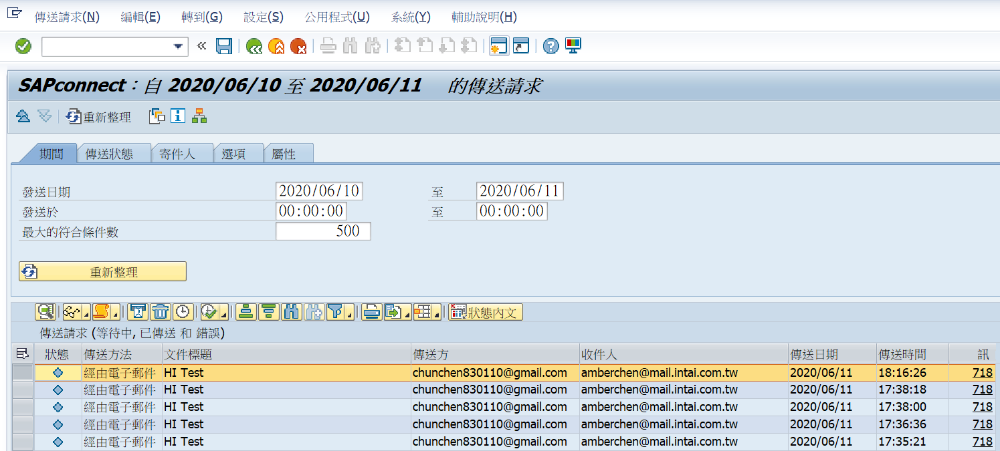 傳送請求(N) 編輯(E) 轉到(G) 設定(S) 公用程式(U) 系統(Y) 輔助說明(H)
SAPconnect：自 2020/06/10 至 2020/06/11 的傳送請求
重新整理
期間 傳送狀態 寄件人 選項 屬性
發送日期 2020/06/10 至 2020/06/11
發送於 00:00:00 至 00:00:00
最大的符合條件數 500
重新整理
狀態內文
傳送請求 (等待中, 已傳送 和 錯誤)
狀態 傳送方法 文件標題 傳送方 收件人 傳送日期 傳送時間 訊
經由電子郵件 HI Test chunchen830110@gmail.com amberchen@mail.intai.com.tw 2020/06/11 18:16:26 718
經由電子郵件 HI Test chunchen830110@gmail.com amberchen@mail.intai.com.tw 2020/06/11 17:38:18 718
經由電子郵件 HI Test chunchen830110@gmail.com amberchen@mail.intai.com.tw 2020/06/11 17:38:00 718
經由電子郵件 HI Test chunchen830110@gmail.com amberchen@mail.intai.com.tw 2020/06/11 17:36:36 718
經由電子郵件 HI Test chunchen830110@gmail.com amberchen@mail.intai.com.tw 2020/06/11 17:35:21 718